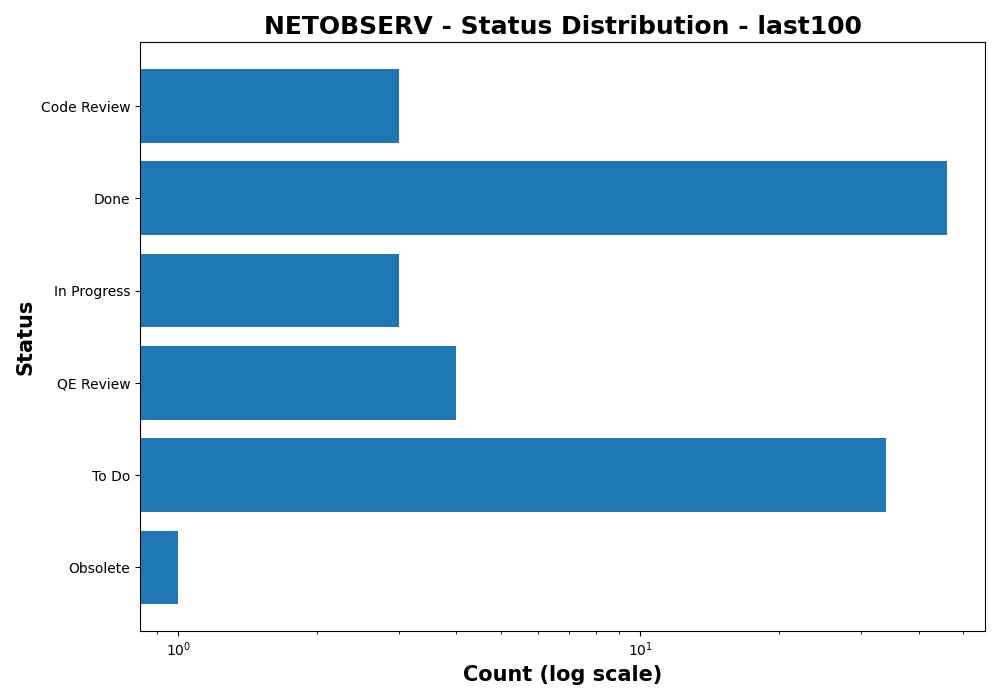 NETOBSERV - Status Distribution - last100
Code Review
Done
In Progress
QE Review
To Do
Obsolete
Status
10⁰
10¹
Count (log scale)